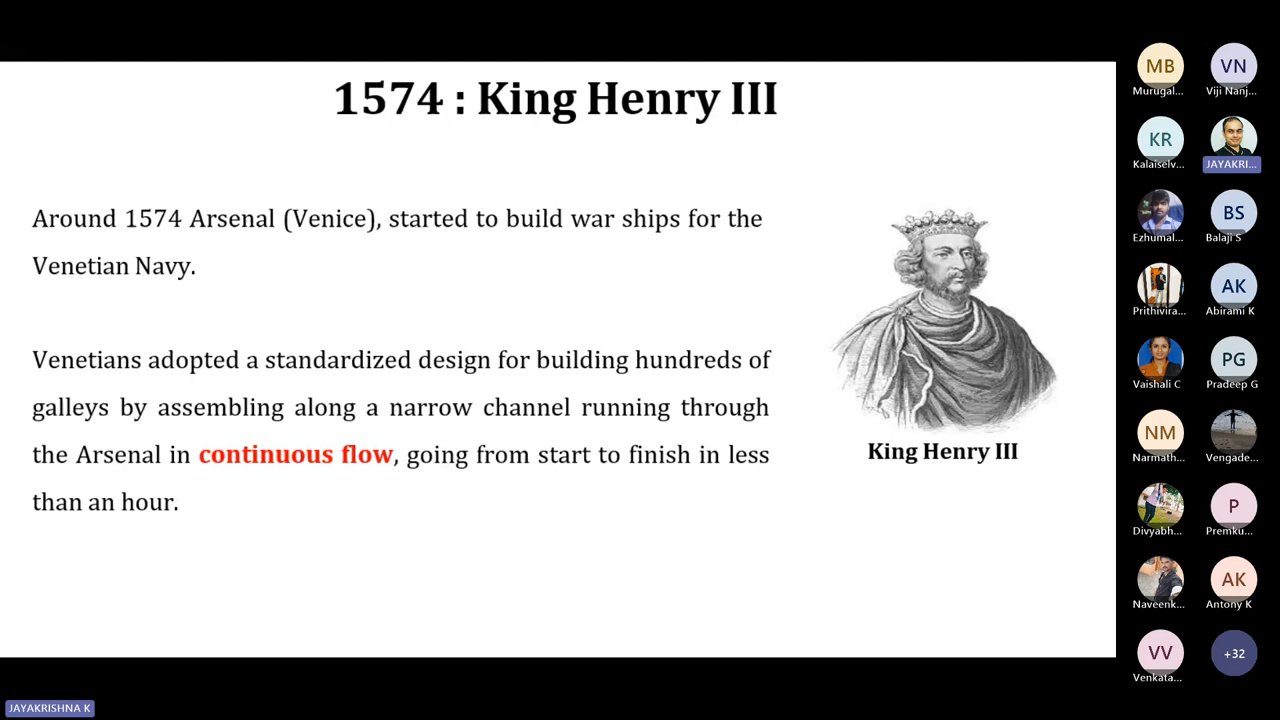 1574 : King Henry III
Around 1574 Arsenal (Venice), started to build war ships for the
Venetian Navy.
Venetians adopted a standardized design for building hundreds of
galleys by assembling along a narrow channel running through
the Arsenal in continuous flow, going from start to finish in less
than an hour.
King Henry III
MB
Murugal...
VN
Viji Nanj...
KR
Kalaiselv...
JAYAKRI...
Ezhumal...
BS
Balaji S
Prithivira...
AK
Abirami K
Vaishali C
PG
Pradeep G
NM
Narmath...
Vengade...
Divyabh...
P
Premku...
Naveenk...
AK
Antony K
VV
Venkata...
+32
JAYAKRISHNA K